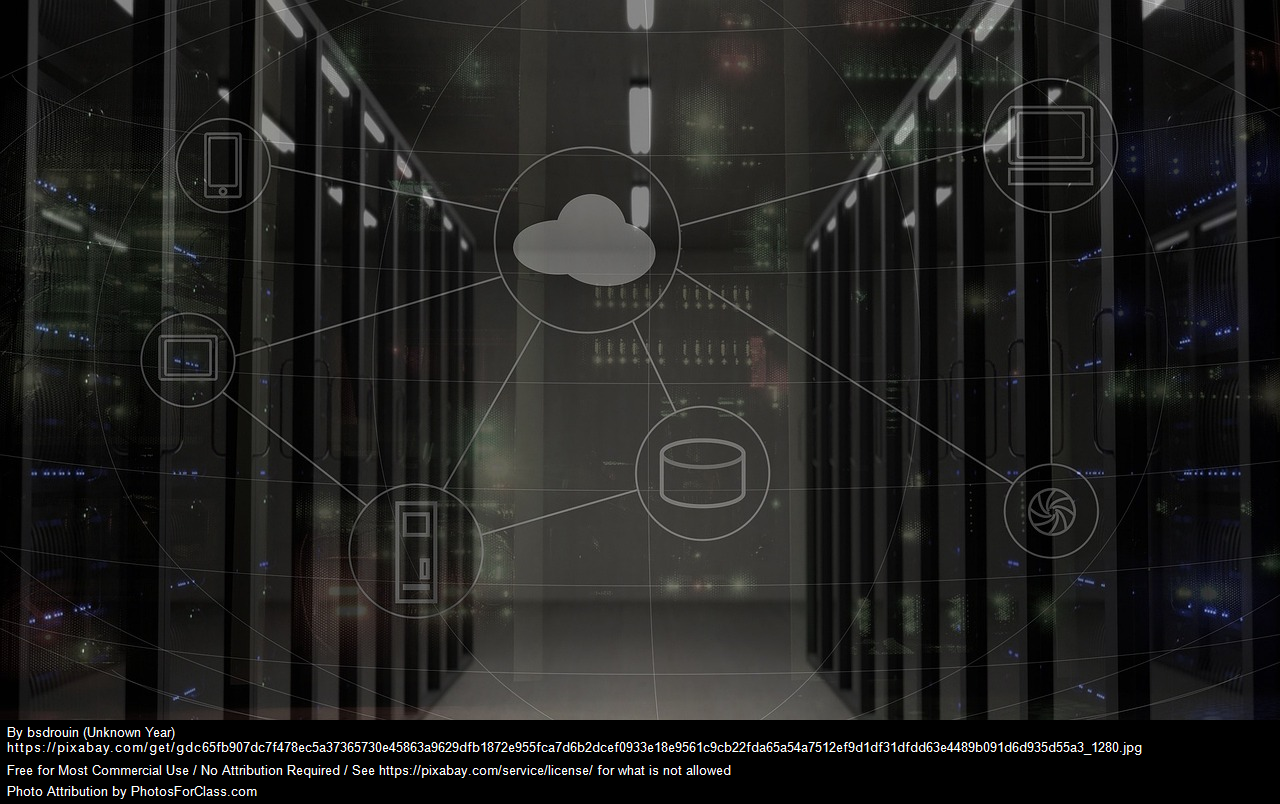 By bsdrouin (Unknown Year)
https://pixabay.com/get/gdc65fb907dc7f478ec5a37365730e45863a9629dfb1872e955fca7d6b2dcef0933e18e9561c9cb22fda65a54a7512ef9d1df31dfdd63e4489b091d6d935d55a3_1280.jpg
Free for Most Commercial Use / No Attribution Required / See https://pixabay.com/service/license/ for what is not allowed
Photo Attribution by PhotosForClass.com